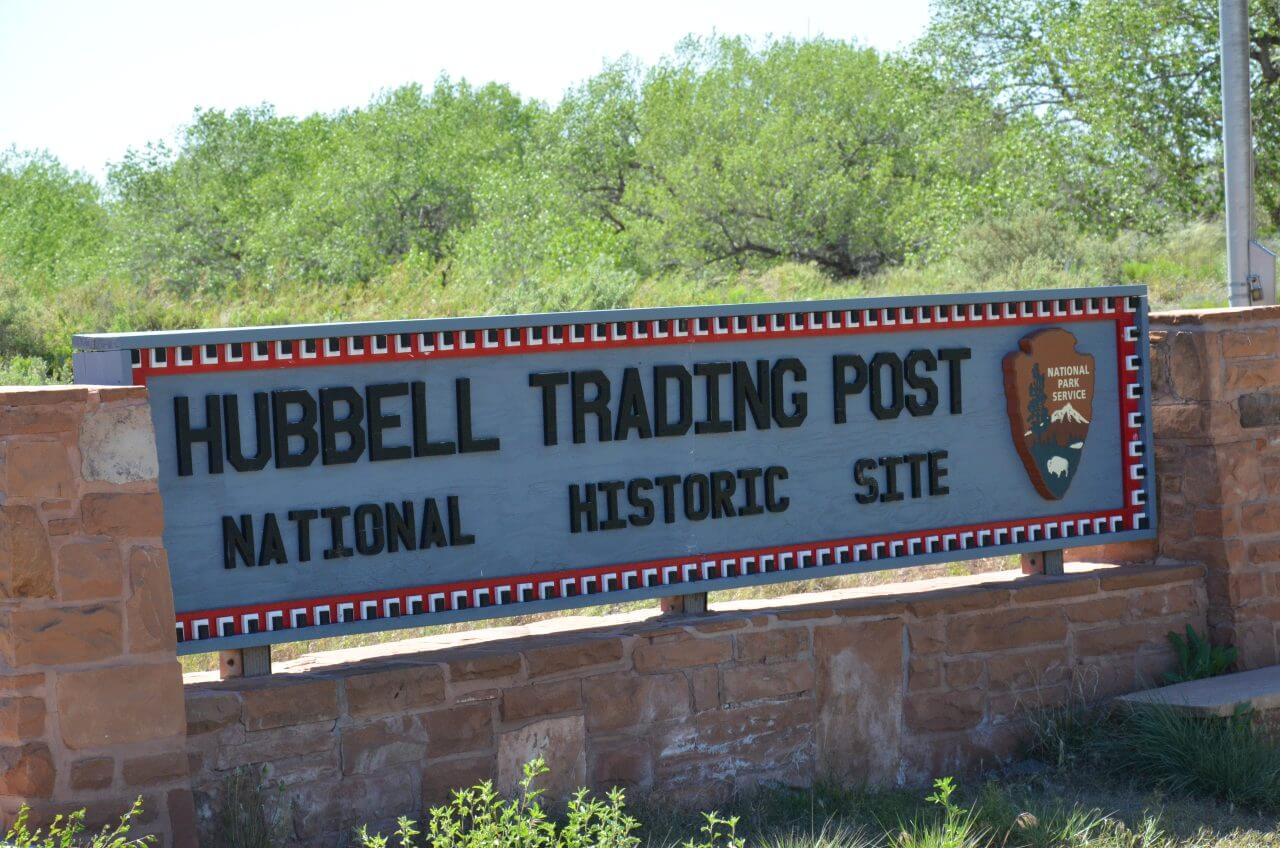 HUBBELL TRADING POST
NATIONAL HISTORIC SITE
NATIONAL
PARK
SERVICE